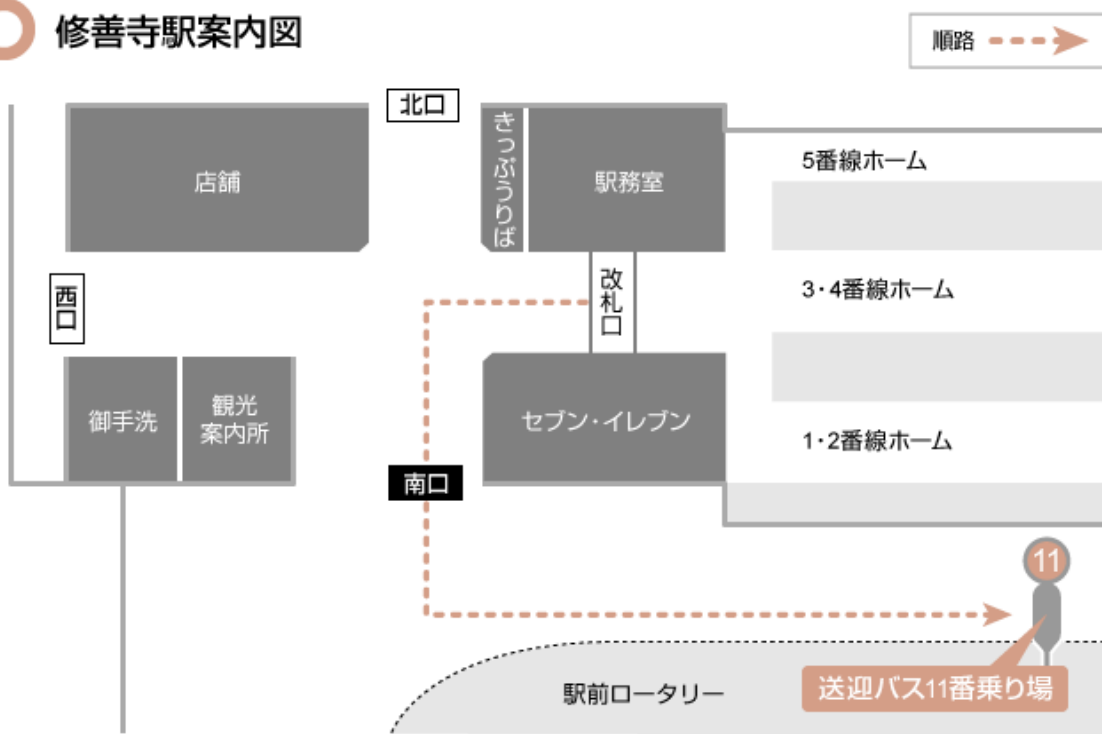 修善寺駅案内図
順路
北口
きっぷうりば
店舗
駅務室
5番線ホーム
西口
改札口
3・4番線ホーム
御手洗
観光
案内所
セブン・イレブン
1・2番線ホーム
南口
11
駅前ロータリー
送迎バス11番乗り場